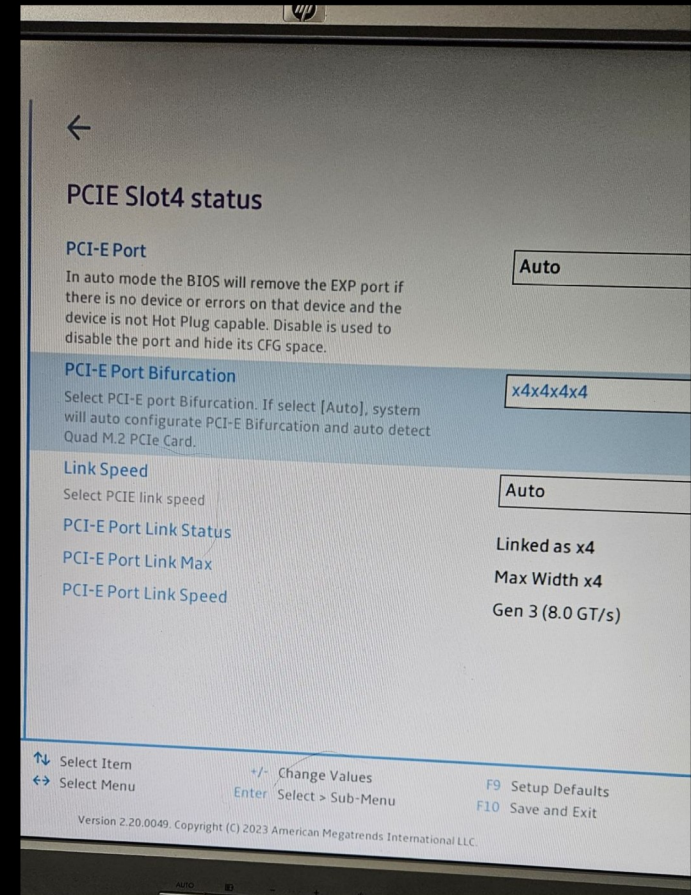 hp
PCIE Slot4 status
PCI-E Port
Auto
In auto mode the BIOS will remove the EXP port if
there is no device or errors on that device and the
device is not Hot Plug capable. Disable is used to
disable the port and hide its CFG space.
PCI-E Port Bifurcation
x4x4x4x4
Select PCI-E port Bifurcation. If select [Auto], system
will auto configurate PCI-E Bifurcation and auto detect
Quad M.2 PCIe Card.
Link Speed
Auto
Select PCIE link speed
PCI-E Port Link Status
Linked as x4
PCI-E Port Link Max
Max Width x4
PCI-E Port Link Speed
Gen 3 (8.0 GT/s)
↑↓ Select Item
+/- Change Values
F9 Setup Defaults
↔ Select Menu
Enter Select > Sub-Menu
F10 Save and Exit
Version 2.20.0049. Copyright (C) 2023 American Megatrends International LLC.
AUTO